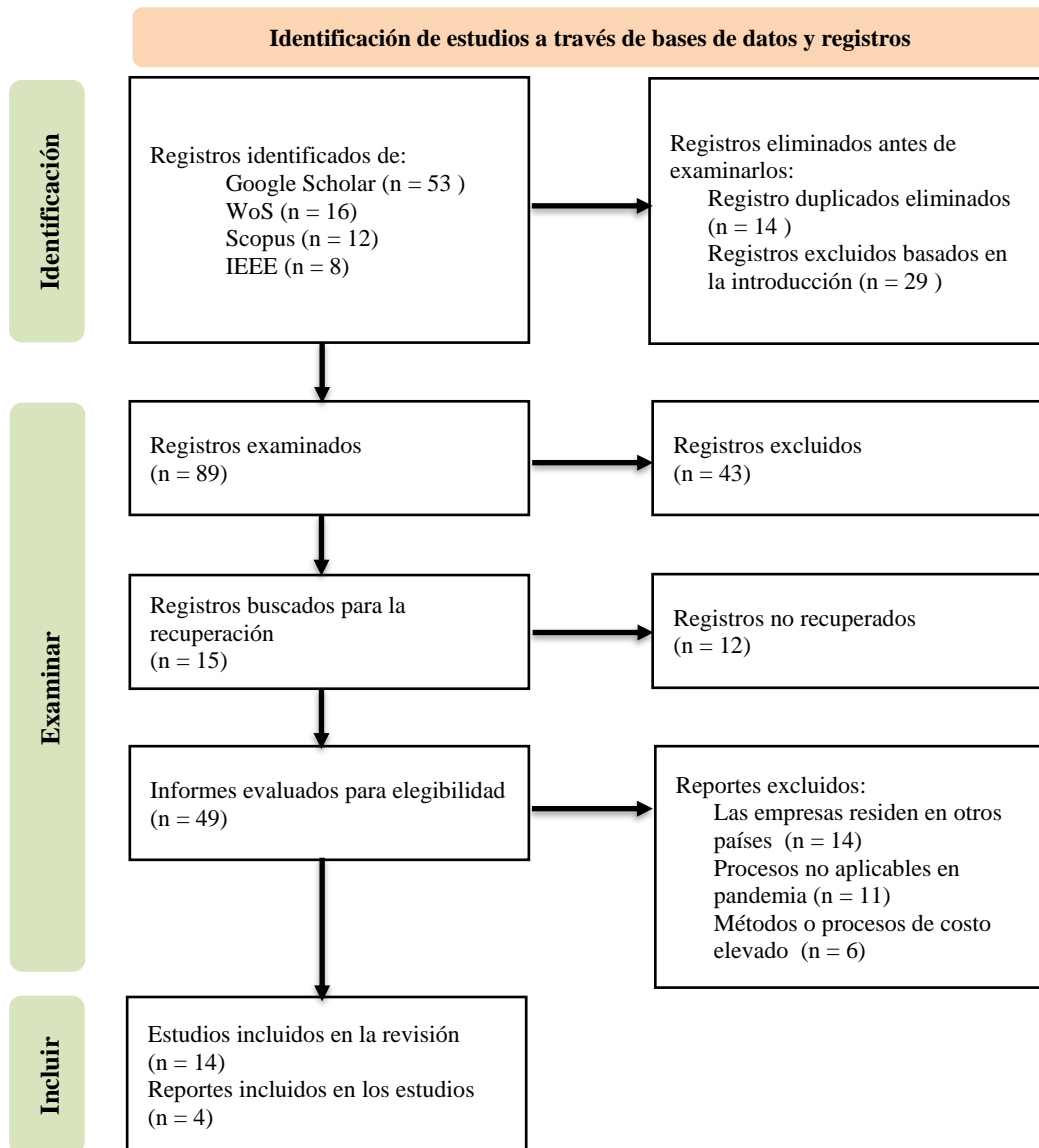 Identificación de estudios a través de bases de datos y registros
Identificación
Registros identificados de:
Google Scholar (n = 53 )
WoS (n = 16)
Scopus (n = 12)
IEEE (n = 8)
Registros eliminados antes de
examinarlos:
Registro duplicados eliminados
(n = 14 )
Registros excluidos basados en
la introducción (n = 29 )
Examinar
Registros examinados
(n = 89)
Registros excluidos
(n = 43)
Registros buscados para la
recuperación
(n = 15)
Registros no recuperados
(n = 12)
Informes evaluados para elegibilidad
(n = 49)
Reportes excluidos:
Las empresas residen en otros
países (n = 14)
Procesos no aplicables en
pandemia (n = 11)
Métodos o procesos de costo
elevado (n = 6)
Incluir
Estudios incluidos en la revisión
(n = 14)
Reportes incluidos en los estudios
(n = 4)